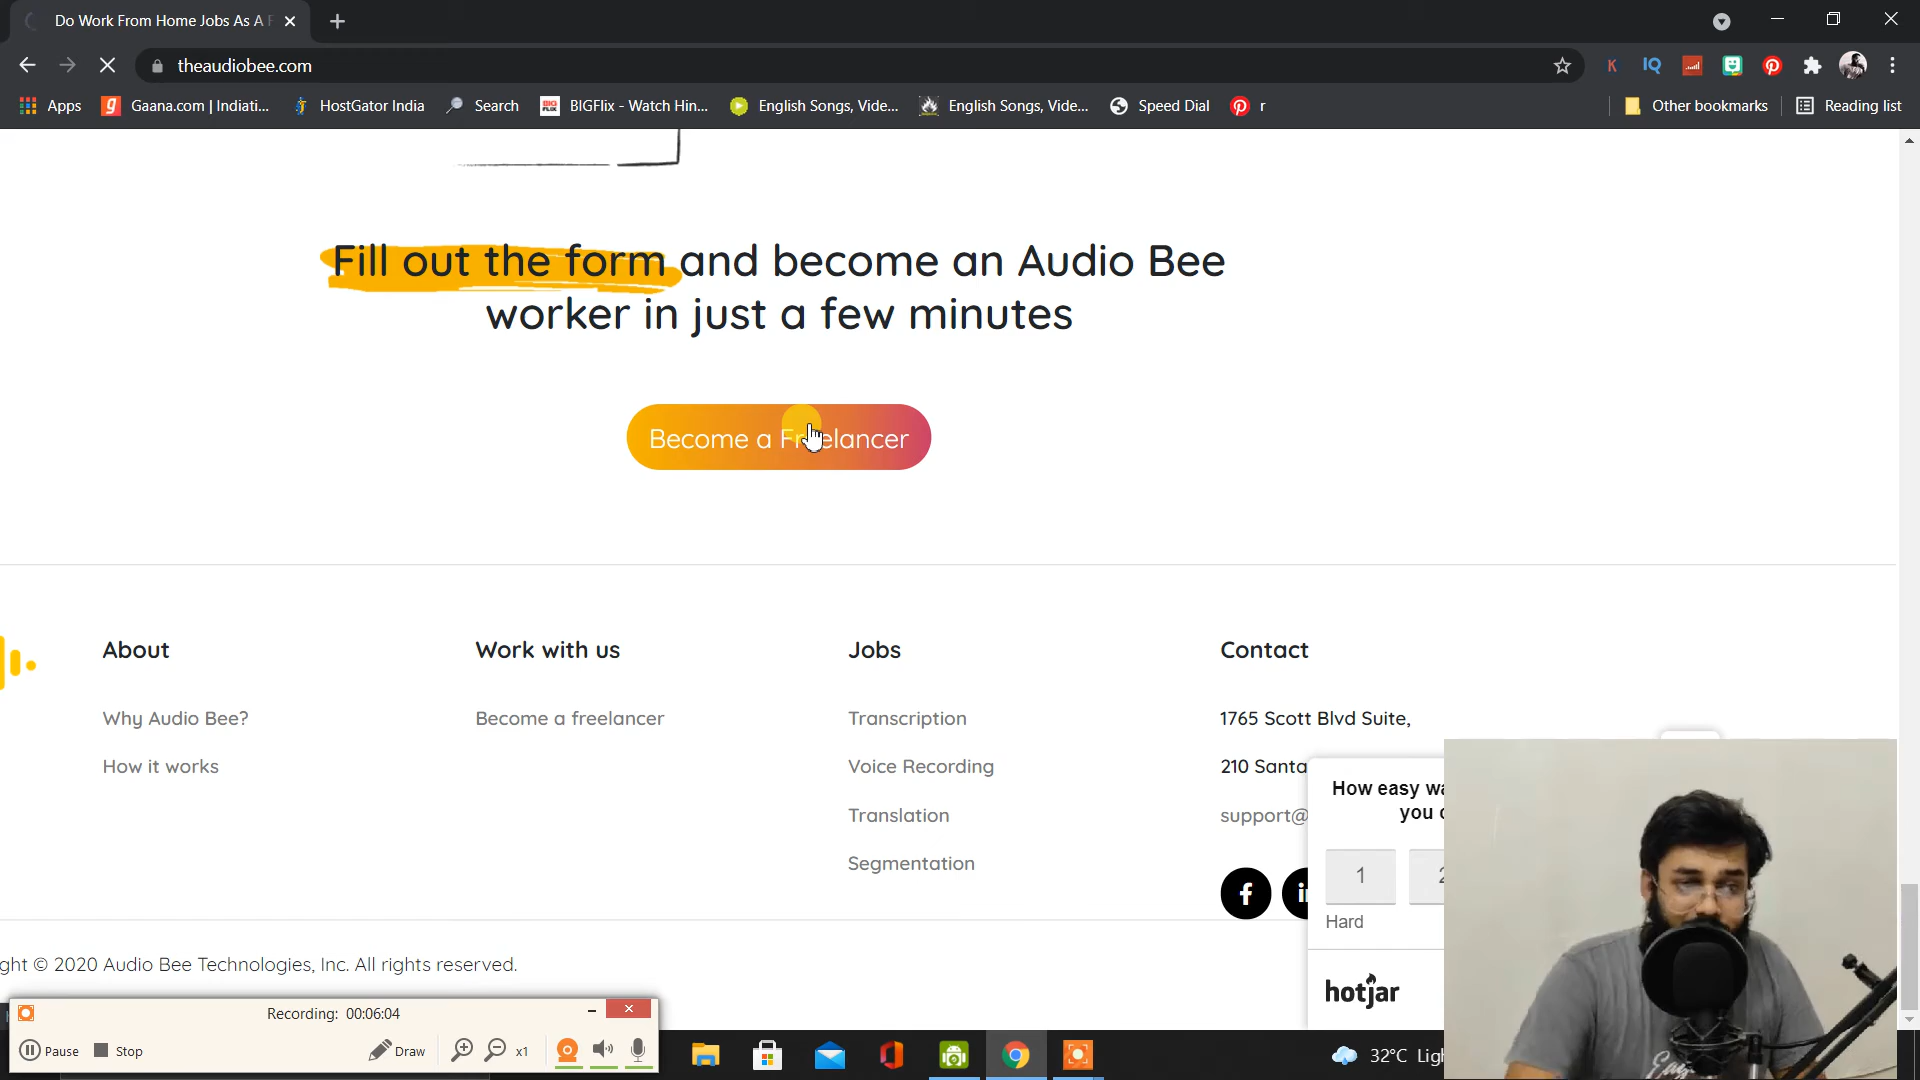 Do Work From Home Jobs As A F
theaudiobee.com
K
IQ
Apps
Gaana.com | Indiati...
HostGator India
Search
BIGFlix - Watch Hin...
English Songs, Vide...
English Songs, Vide...
Speed Dial
r
Other bookmarks
Reading list
Fill out the form and become an Audio Bee
worker in just a few minutes
Become a Freelancer
About
Work with us
Jobs
Contact
Why Audio Bee?
Become a freelancer
Transcription
1765 Scott Blvd Suite,
How it works
Voice Recording
210 Santa
Translation
support@
Segmentation
How easy wa
you
1
2
Hard
hotjar
ght © 2020 Audio Bee Technologies, Inc. All rights reserved.
Recording: 00:06:04
Pause
Stop
Draw
x1
32°C Ligh